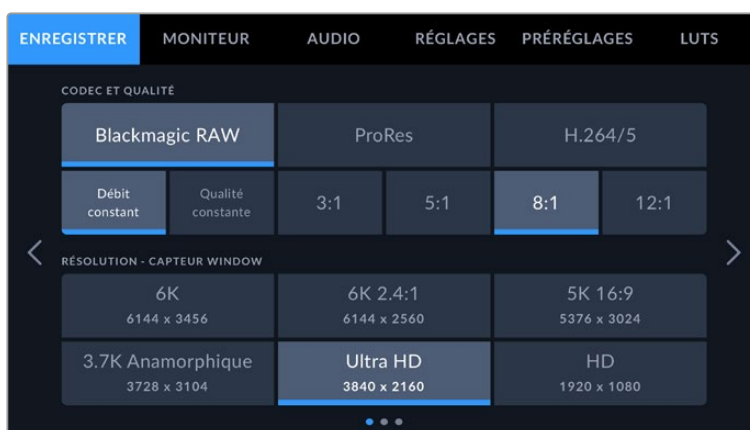 ENREGISTRER MONITEUR AUDIO RÉGLAGES PRÉRÉGLAGES LUTS
CODEC ET QUALITÉ
Blackmagic RAW ProRes H.264/5
Débit constant Qualité constante 3:1 5:1 8:1 12:1
RÉSOLUTION - CAPTEUR WINDOW
6K 6K 2.4:1 5K 16:9
6144 x 3456 6144 x 2560 5376 x 3024
3.7K Anamorphique Ultra HD HD
3728 x 3104 3840 x 2160 1920 x 1080